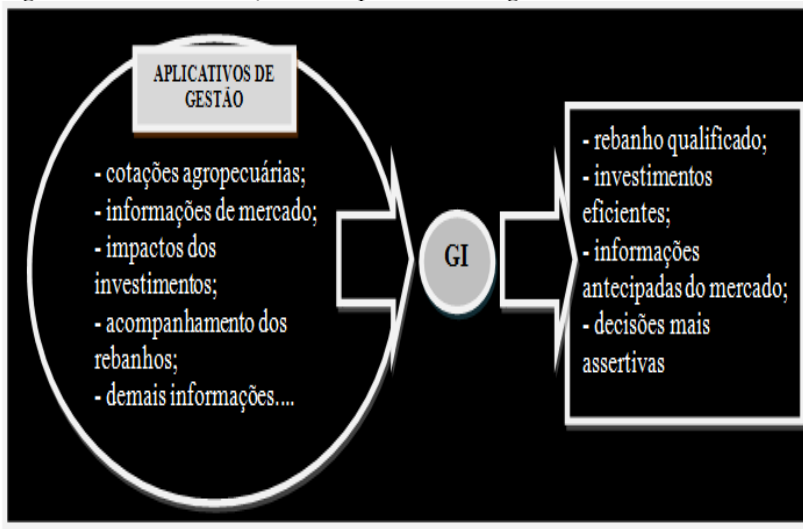 APLICATIVOS DE
GESTÃO
- cotações agropecuárias;
- informações de mercado;
- impactos dos
investimentos;
- acompanhamento dos
rebanhos;
- demais informações....
GI
- rebanho qualificado;
- investimentos
eficientes;
- informações
antecipadas do mercado;
- decisões mais
assertivas